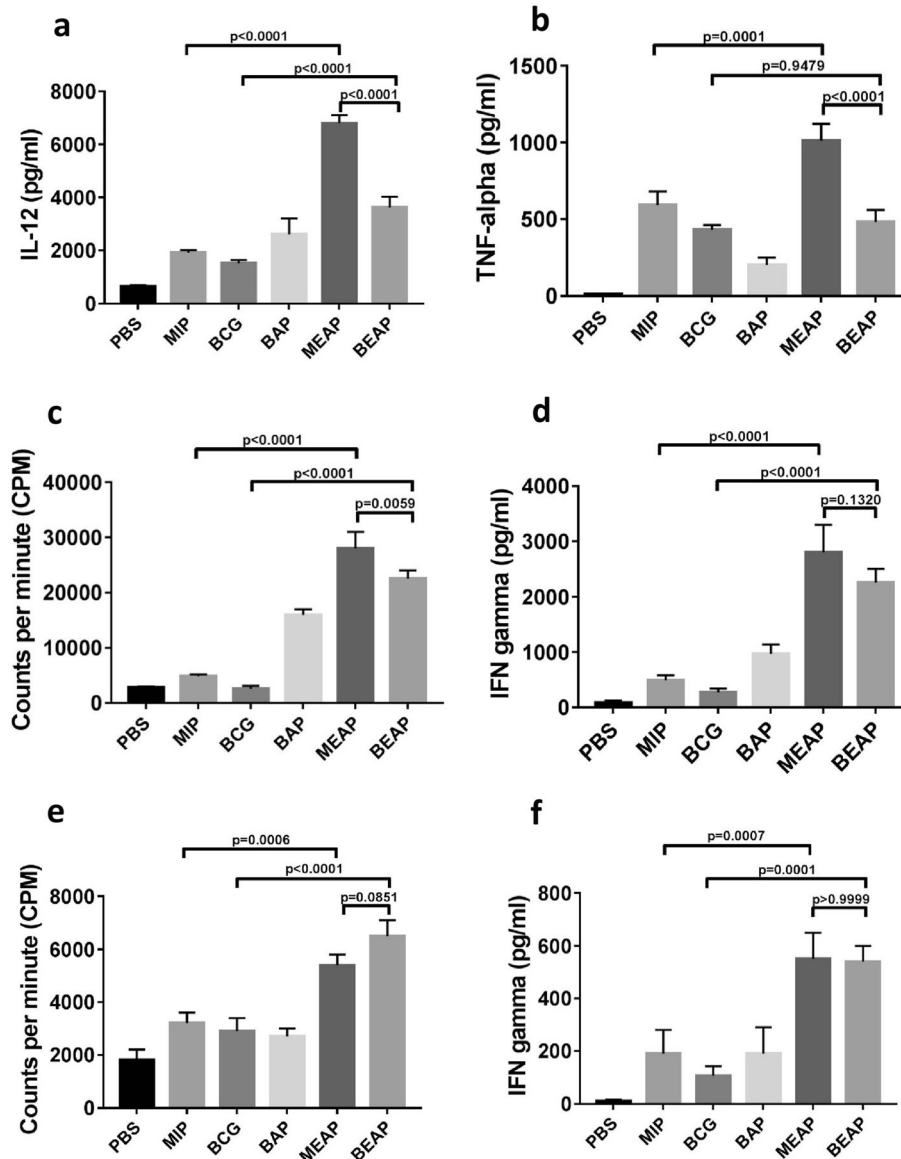 a
p<0.0001
p<0.0001
p<0.0001
IL-12 (pg/ml)
8000
6000
4000
2000
0
PBS MIP BCG BAP MEAP BEAP
b
p=0.0001
p=0.9479
p<0.0001
TNF-alpha (pg/ml)
1500
1000
500
0
PBS MIP BCG BAP MEAP BEAP
c
p<0.0001
p<0.0001
p=0.0059
Counts per minute (CPM)
40000
30000
20000
10000
0
PBS MIP BCG BAP MEAP BEAP
d
p<0.0001
p<0.0001
p=0.1320
IFN gamma (pg/ml)
4000
3000
2000
1000
0
PBS MIP BCG BAP MEAP BEAP
e
p=0.0006
p<0.0001
p=0.0851
Counts per minute (CPM)
8000
6000
4000
2000
0
PBS MIP BCG BAP MEAP BEAP
f
p=0.0007
p=0.0001
p>0.9999
IFN gamma (pg/ml)
800
600
400
200
0
PBS MIP BCG BAP MEAP BEAP